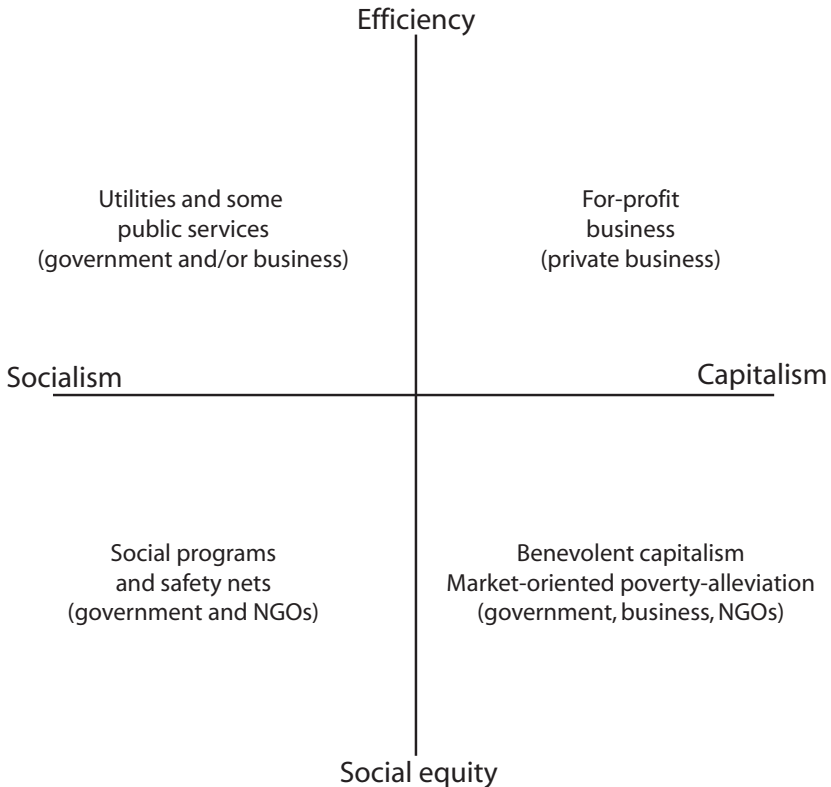 Efficiency
Utilities and some
public services
(government and/or business)
For-profit
business
(private business)
Socialism
Capitalism
Social programs
and safety nets
(government and NGOs)
Benevolent capitalism
Market-oriented poverty-alleviation
(government, business, NGOs)
Social equity